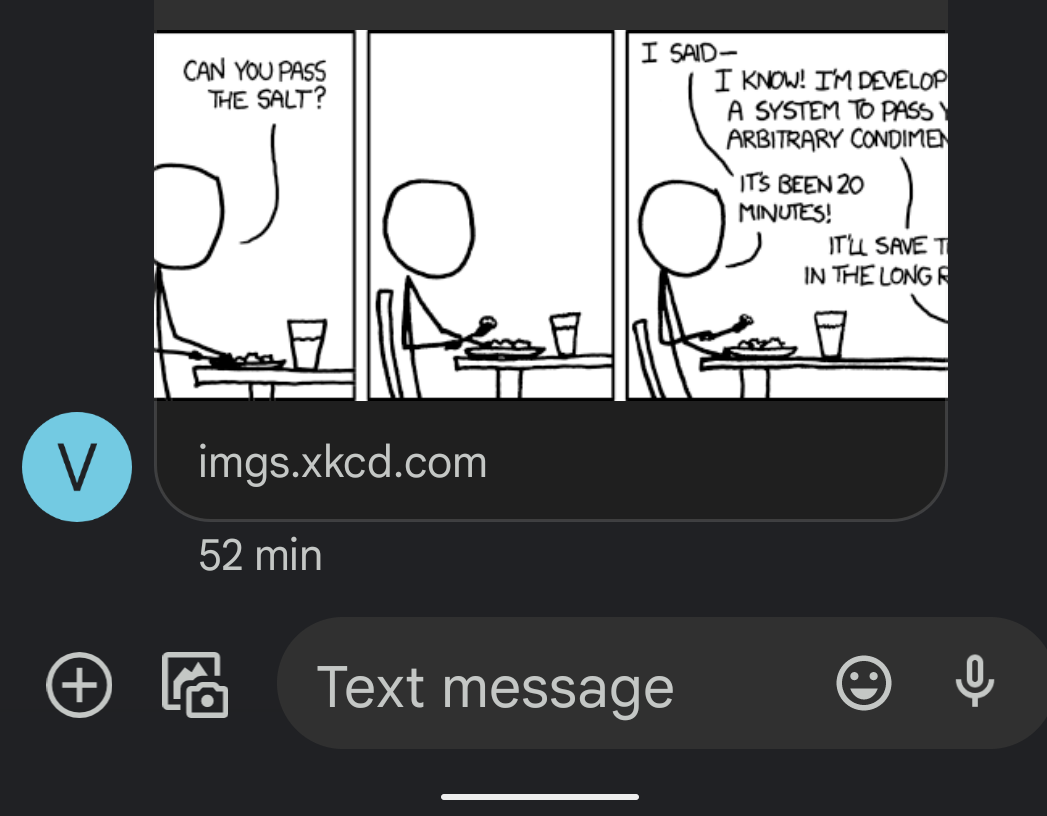 CAN YOU PASS
THE SALT?
I SAID—
I KNOW! I'M DEVELOP
A SYSTEM TO PASS
ARBITRARY CONDIMEN
IT'S BEEN 20
MINUTES!
IT'LL SAVE T
IN THE LONG R
V
imgs.xkcd.com
52 min
Text message